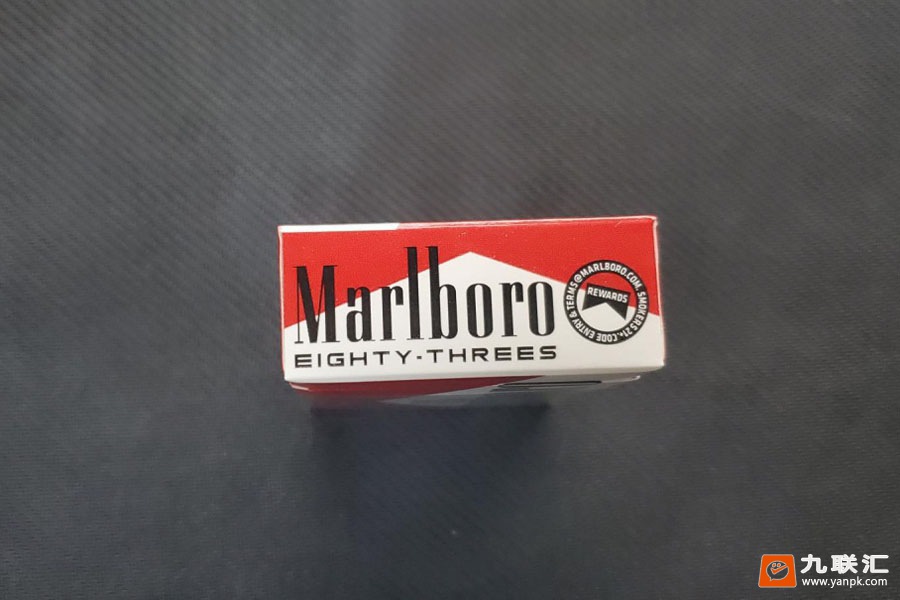 Marlboro
EIGHTY-THREES
REWARDS
CODE ENTRY & TERMS @ MARLBORO.COM. SMOKERS 21+.
九联汇
www.yanpk.com